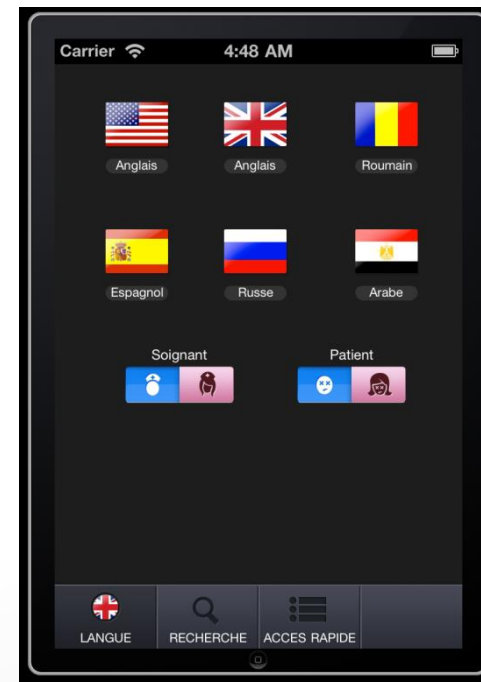 Carrier 4:48 AM
Anglais Anglais Roumain
Espagnol Russe Arabe
Soignant Patient
LANGUE RECHERCHE ACCES RAPIDE